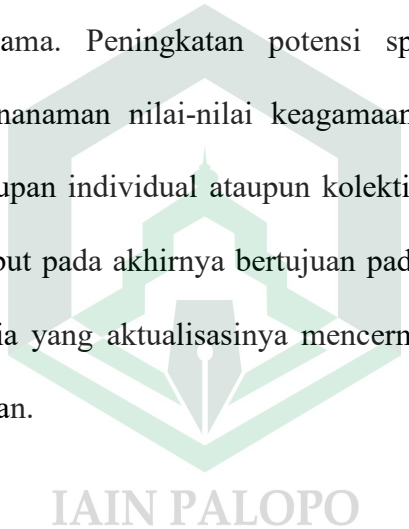 ama. Peningkatan potensi sp
nanaman nilai-nilai keagamaan
upan individual ataupun kolekti
out pada akhirnya bertujuan pad
ia yang aktualisasinya mencern
an.
IAIN PALOPO